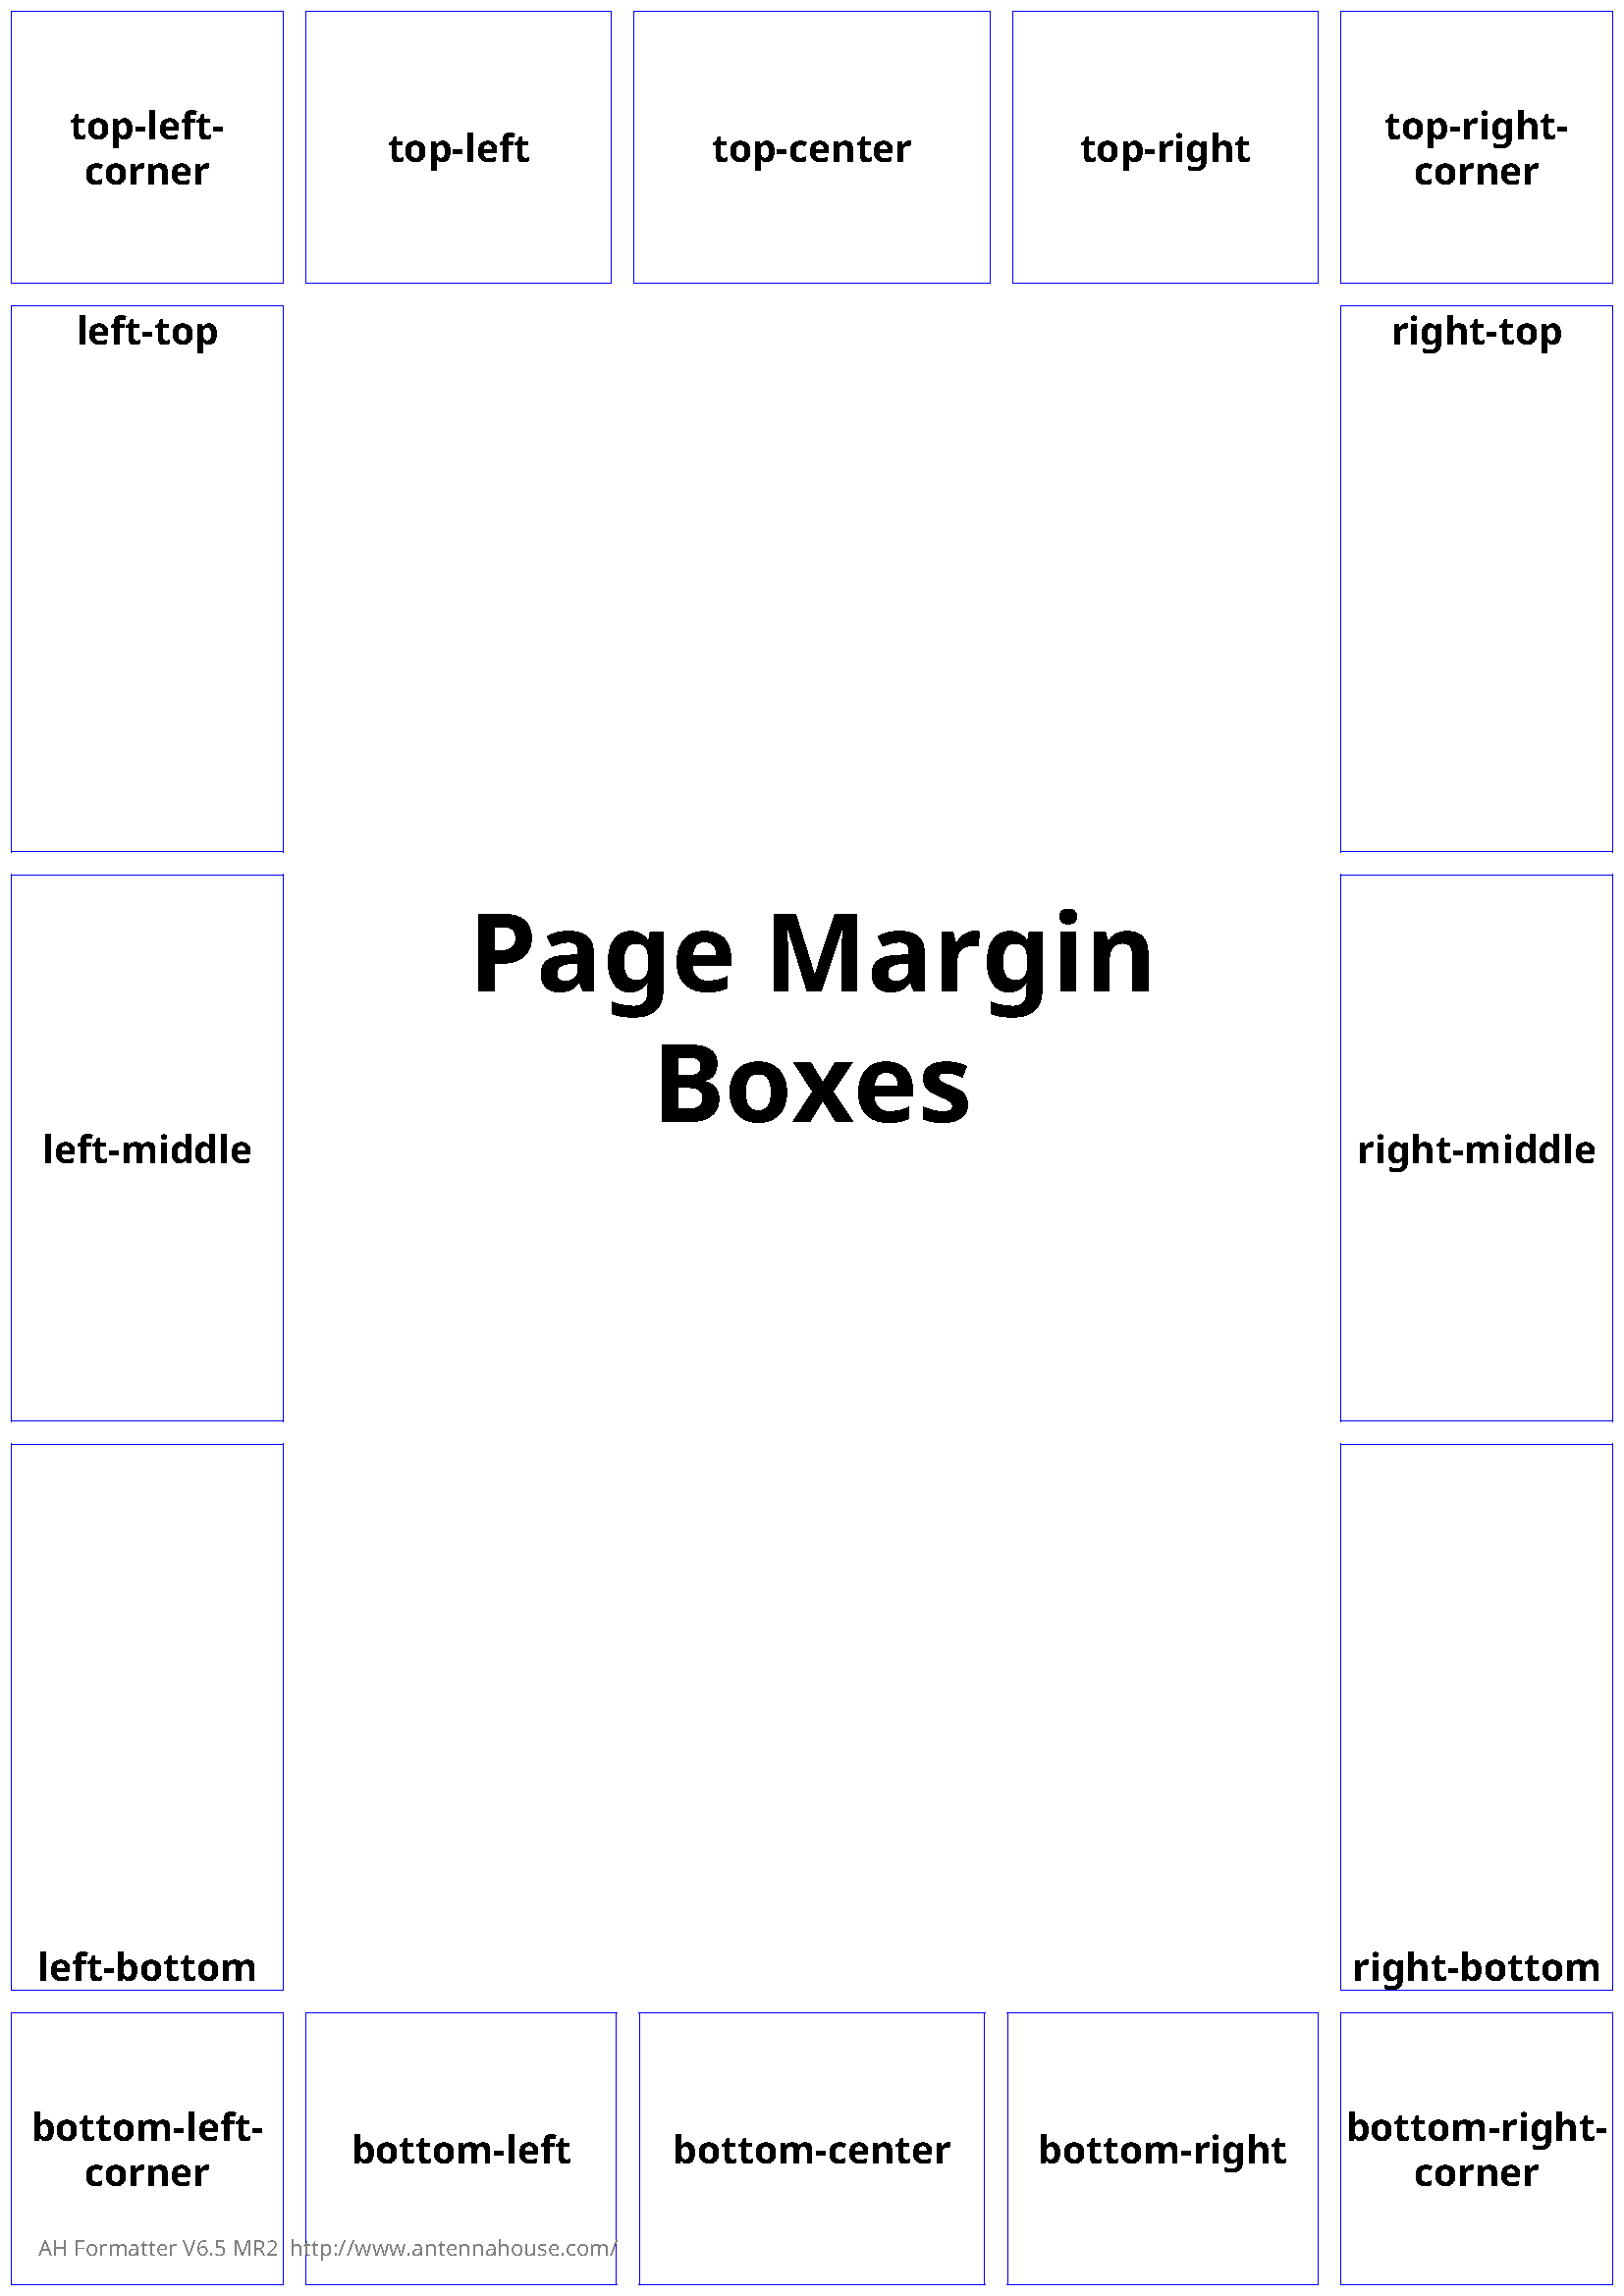 top-left-
corner
top-left
top-center
top-right
top-right-
corner
left-top
right-top
Page Margin
Boxes
left-middle
right-middle
left-bottom
right-bottom
bottom-left-
corner
bottom-left
bottom-center
bottom-right
bottom-right-
corner
AH Formatter V6.5 MR2 http://www.antennahouse.com/